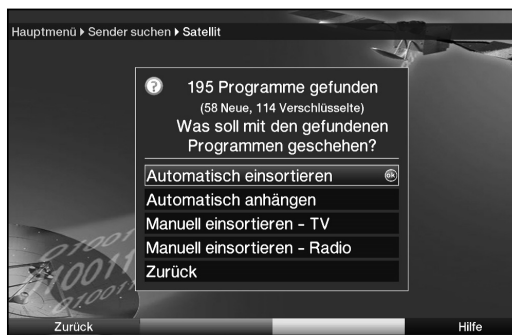 Hauptmenü ▸ Sender suchen ▸ Satellit
195 Programme gefunden
(58 Neue, 114 Verschlüsselte)
Was soll mit den gefundenen
Programmen geschehen?
Automatisch einsortieren ok
Automatisch anhängen
Manuell einsortieren - TV
Manuell einsortieren - Radio
Zurück
Zurück Hilfe